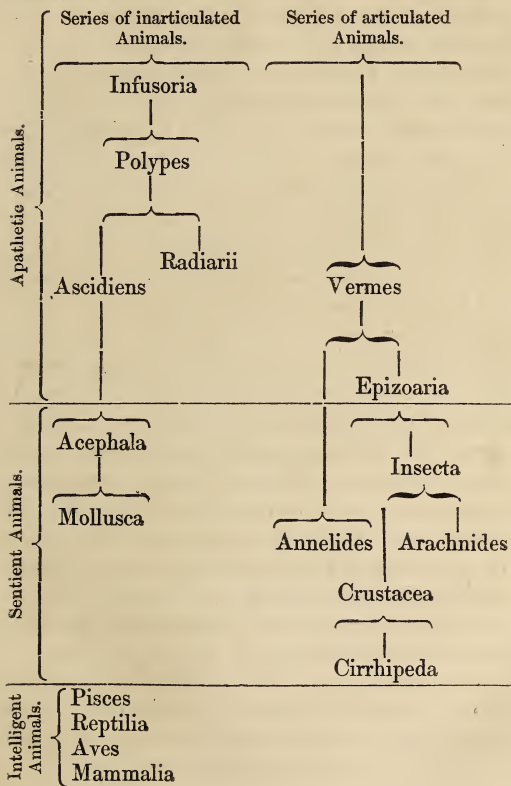 Series of inarticulated Animals.
Series of articulated Animals.
Apathetic Animals.
Infusoria
Polypes
Radiarii
Ascidiens
Vermes
Epizoaria
Sentient Animals.
Acephala
Insecta
Mollusca
Annelides
Arachnides
Crustacea
Cirrhipeda
Intelligent Animals.
Pisces
Reptilia
Aves
Mammalia